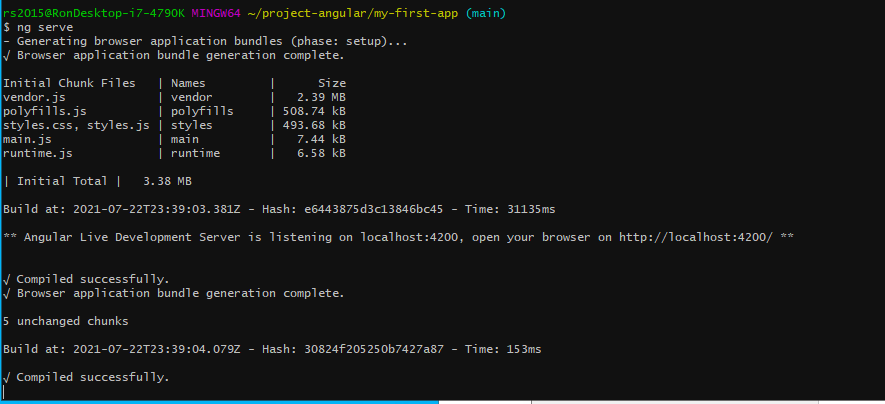 rs2015@RonDesktop-i7-4790K MINGW64 ~/project-angular/my-first-app (main)
$ ng serve
- Generating browser application bundles (phase: setup)...
√ Browser application bundle generation complete.
Initial Chunk Files   | Names         |      Size
vendor.js             | vendor        |   2.39 MB
polyfills.js          | polyfills     | 508.74 kB
styles.css, styles.js | styles        | 493.68 kB
main.js               | main          |   7.44 kB
runtime.js            | runtime       |   6.58 kB
| Initial Total |   3.38 MB
Build at: 2021-07-22T23:39:03.381Z - Hash: e6443875d3c13846bc45 - Time: 31135ms
** Angular Live Development Server is listening on localhost:4200, open your browser on http://localhost:4200/ **
√ Compiled successfully.
√ Browser application bundle generation complete.
5 unchanged chunks
Build at: 2021-07-22T23:39:04.079Z - Hash: 30824f205250b7427a87 - Time: 153ms
√ Compiled successfully.